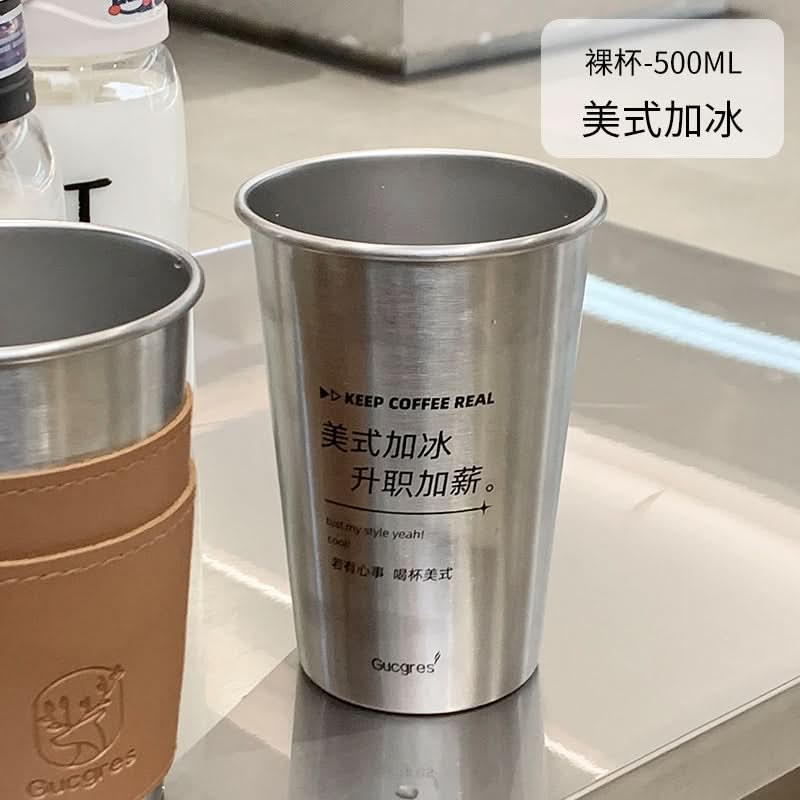 裸杯-500ML
美式加冰
T
KEEP COFFEE REAL
美式加冰
升职加薪。
just my style yeah!
cool!
若有心事 喝杯美式
Gucgres
Gucgres